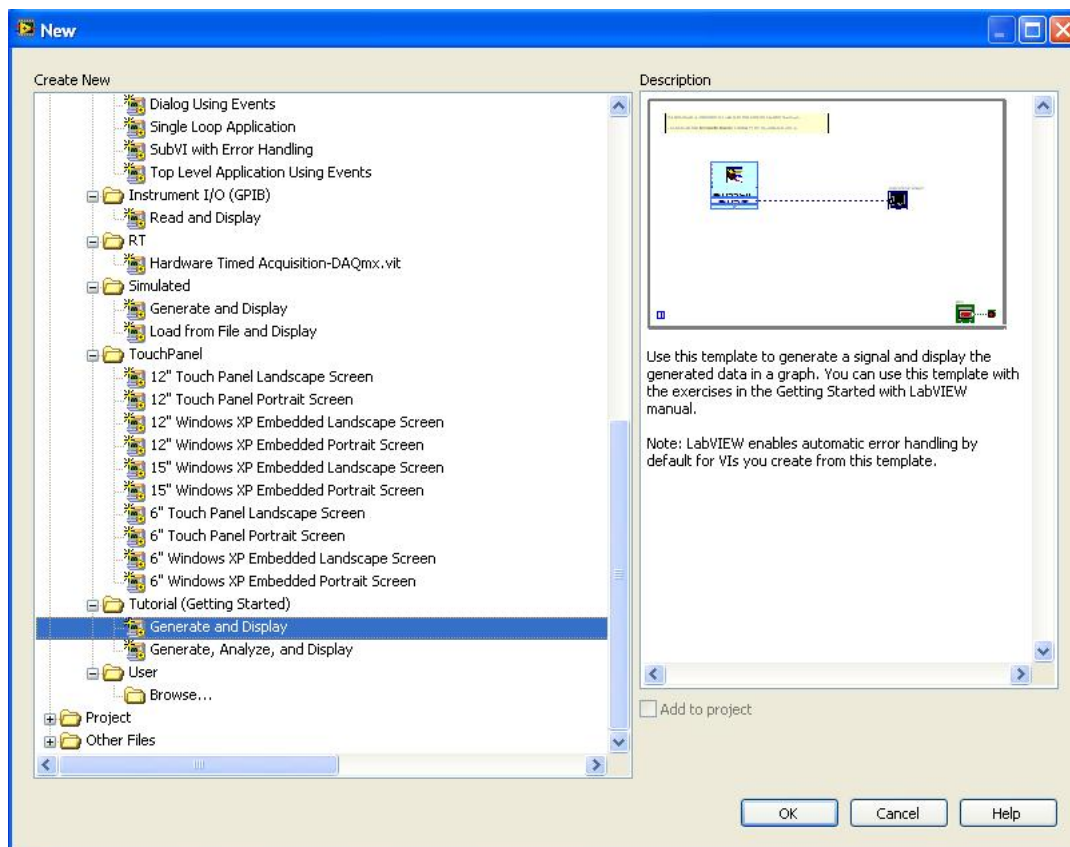 New
Create New
Dialog Using Events
Single Loop Application
SubVI with Error Handling
Top Level Application Using Events
Instrument I/O (GPIB)
Read and Display
RT
Hardware Timed Acquisition-DAQmx.vit
Simulated
Generate and Display
Load from File and Display
TouchPanel
12" Touch Panel Landscape Screen
12" Touch Panel Portrait Screen
12" Windows XP Embedded Landscape Screen
12" Windows XP Embedded Portrait Screen
15" Windows XP Embedded Landscape Screen
15" Windows XP Embedded Portrait Screen
6" Touch Panel Landscape Screen
6" Touch Panel Portrait Screen
6" Windows XP Embedded Landscape Screen
6" Windows XP Embedded Portrait Screen
Tutorial (Getting Started)
Generate and Display
Generate, Analyze, and Display
User
Browse...
Project
Other Files
Description
Use this template to generate a signal and display the
generated data in a graph. You can use this template with
the exercises in the Getting Started with LabVIEW
manual.
Note: LabVIEW enables automatic error handling by
default for VIs you create from this template.
Add to project
OK
Cancel
Help